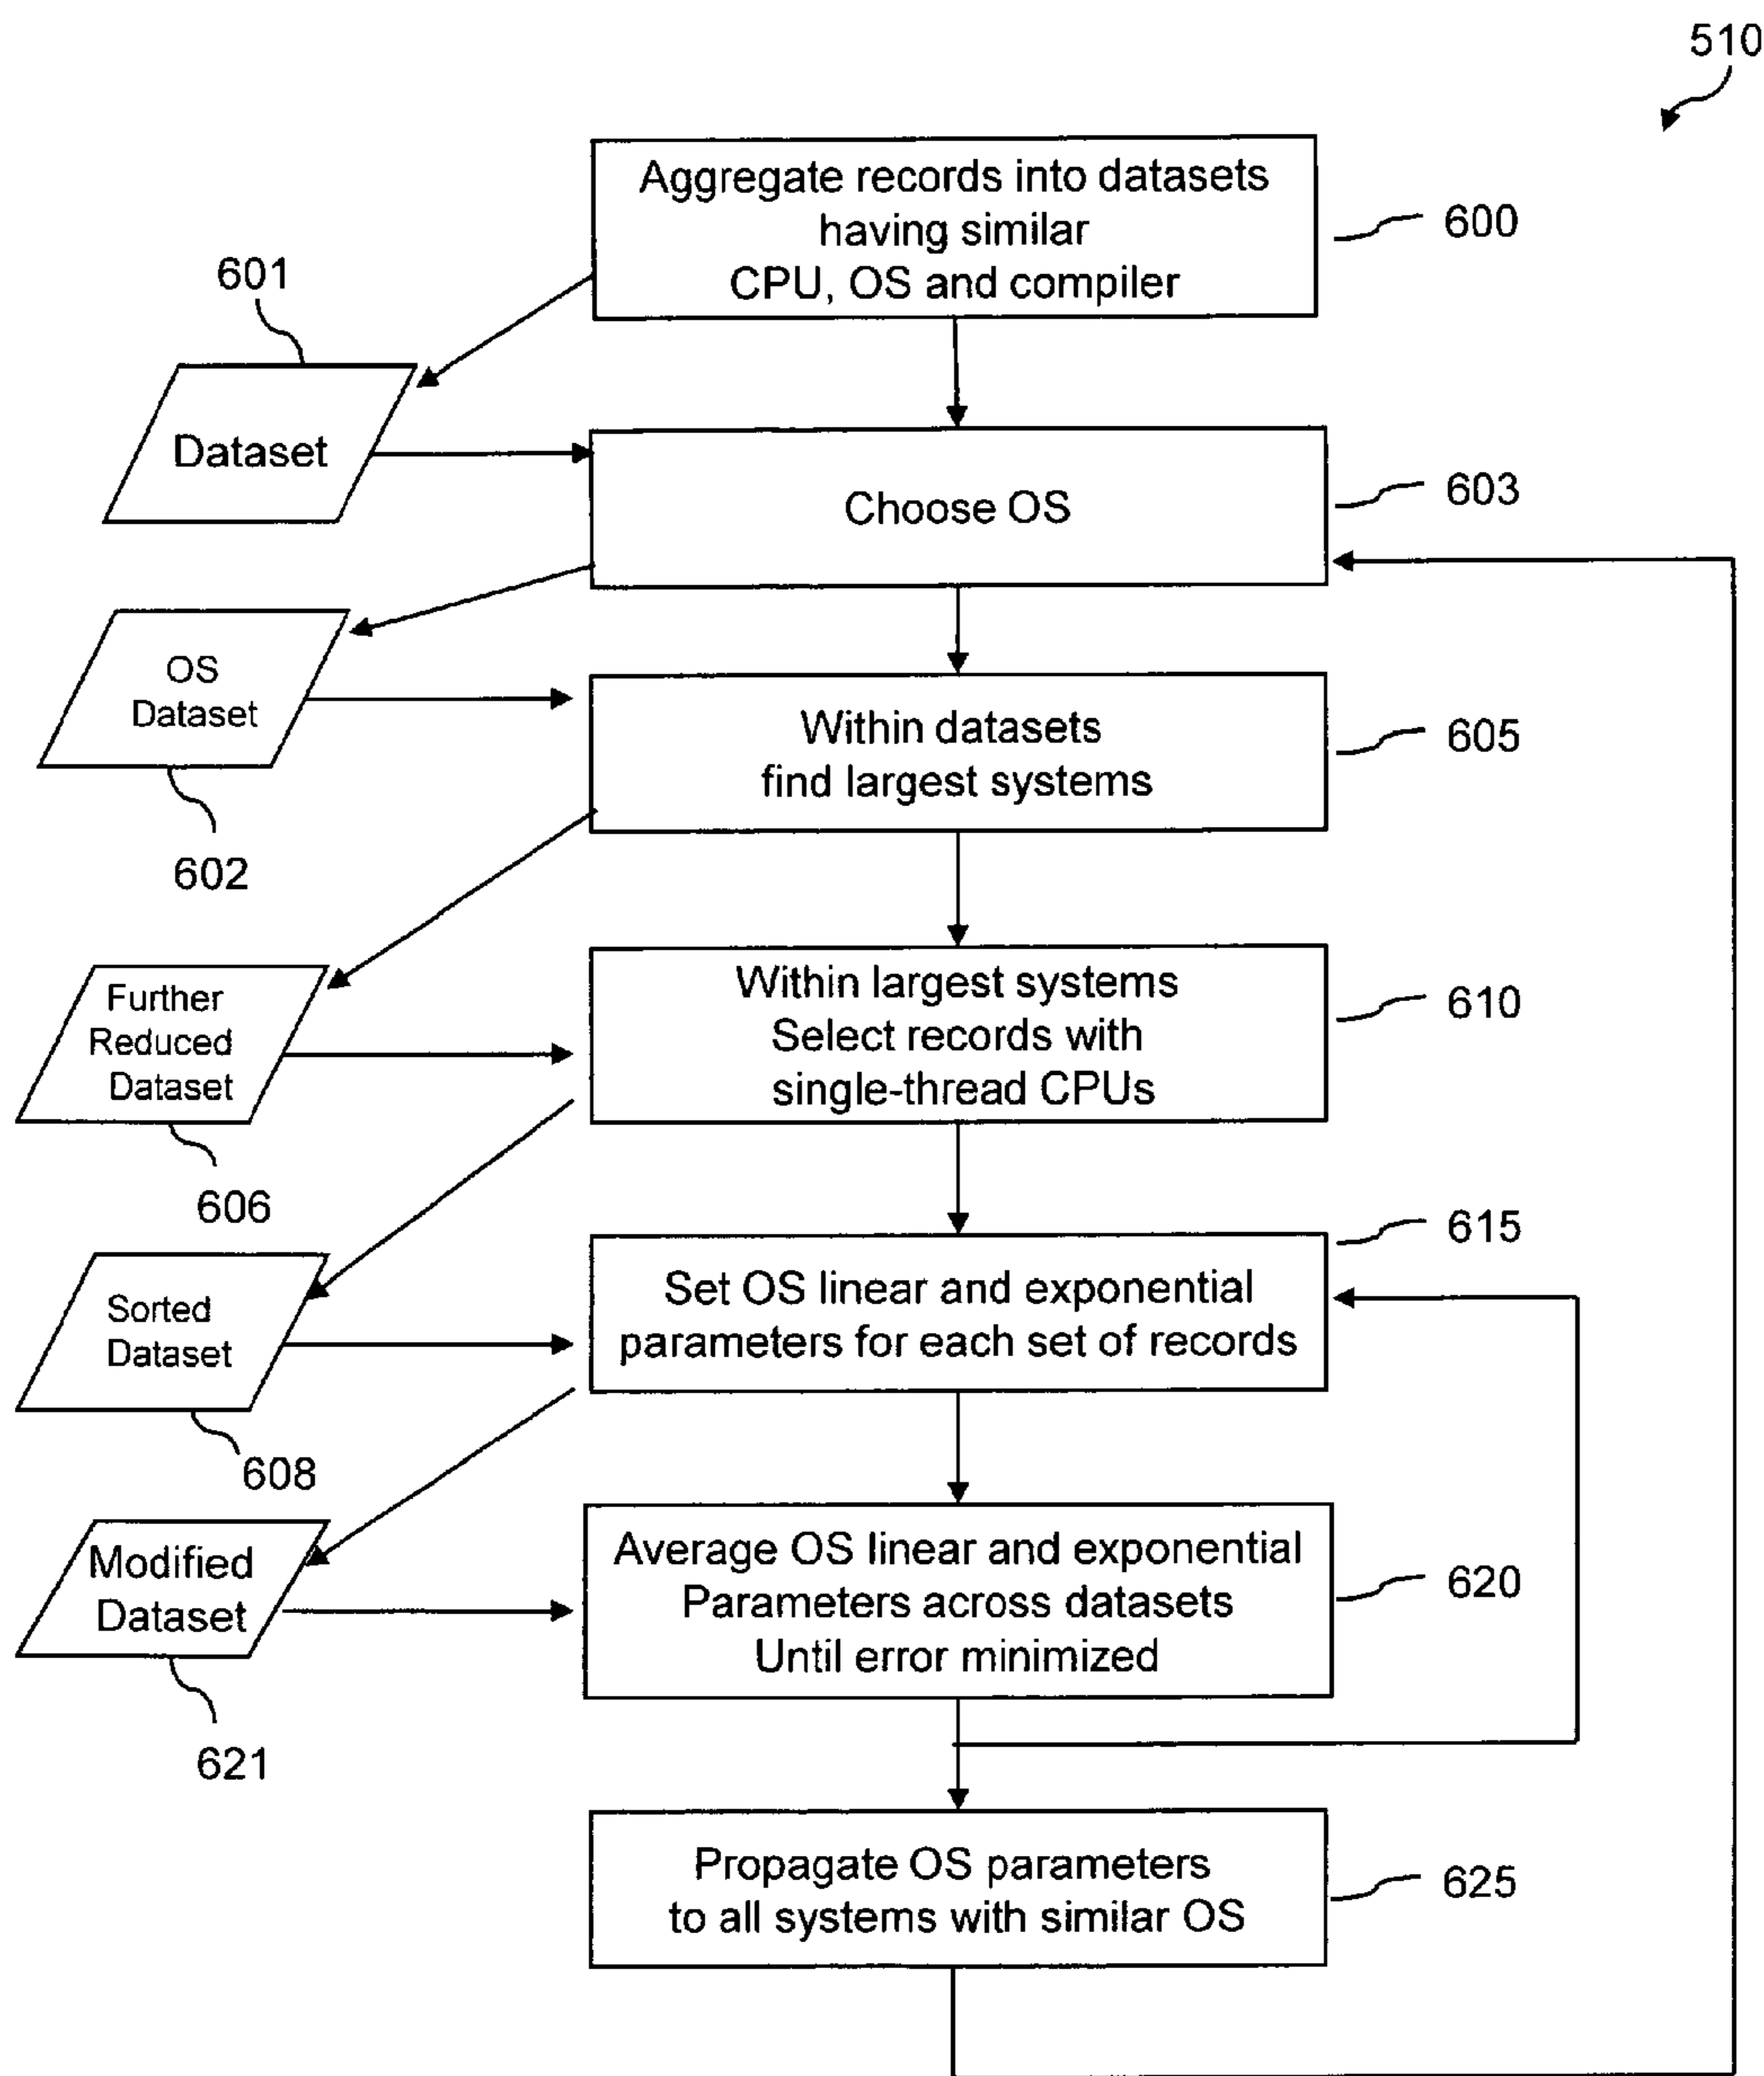 510
Aggregate records into datasets
having similar
CPU, OS and compiler
600
601
Dataset
Choose OS
603
OS
Dataset
602
Within datasets
find largest systems
605
Further
Reduced
Dataset
606
Within largest systems
Select records with
single-thread CPUs
610
Sorted
Dataset
608
615
Set OS linear and exponential
parameters for each set of records
Modified
Dataset
621
Average OS linear and exponential
Parameters across datasets
Until error minimized
620
Propagate OS parameters
to all systems with similar OS
625